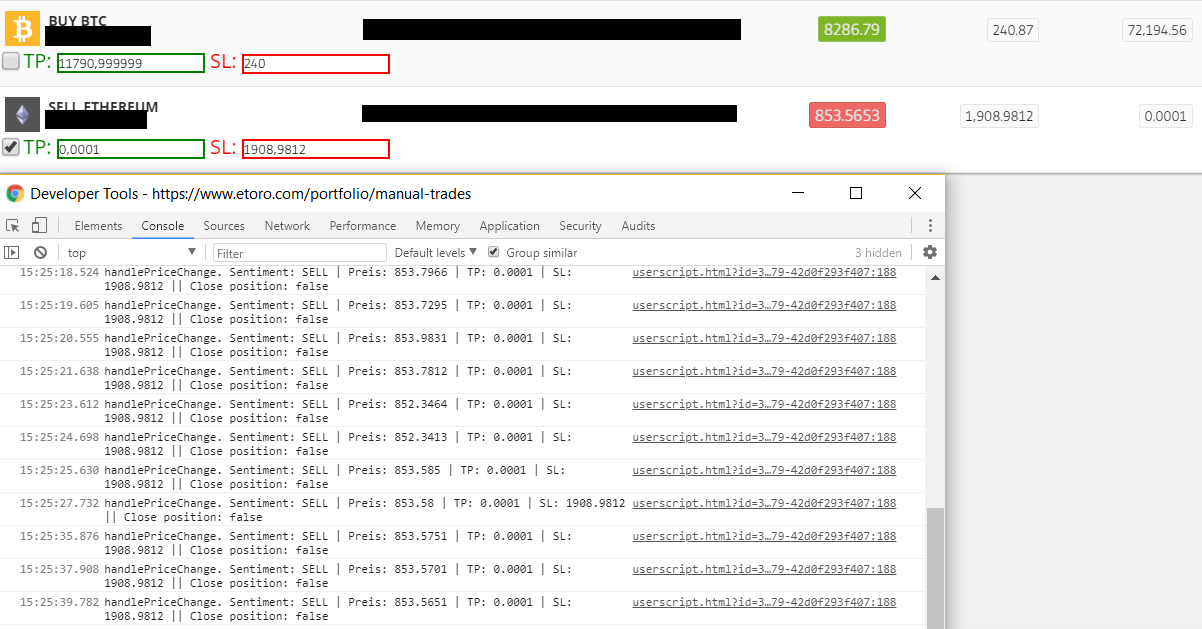 BUY BTC
8286.79 240.87 72,194.56
TP: 11790,999999 SL: 240
SELL ETHEREUM
853.5653 1,908.9812 0.0001
TP: 0,0001 SL: 1908,9812
Developer Tools - https://www.etoro.com/portfolio/manual-trades
Elements Console Sources Network Performance Memory Application Security Audits
top Filter Default levels Group similar 3 hidden
15:25:18.524 handlePriceChange. Sentiment: SELL | Preis: 853.7966 | TP: 0.0001 | SL: userscript.html?id=3…79-42d0f293f407:188
1908.9812 || Close position: false
15:25:19.605 handlePriceChange. Sentiment: SELL | Preis: 853.7295 | TP: 0.0001 | SL: userscript.html?id=3…79-42d0f293f407:188
1908.9812 || Close position: false
15:25:20.555 handlePriceChange. Sentiment: SELL | Preis: 853.9831 | TP: 0.0001 | SL: userscript.html?id=3…79-42d0f293f407:188
1908.9812 || Close position: false
15:25:21.638 handlePriceChange. Sentiment: SELL | Preis: 853.7812 | TP: 0.0001 | SL: userscript.html?id=3…79-42d0f293f407:188
1908.9812 || Close position: false
15:25:23.612 handlePriceChange. Sentiment: SELL | Preis: 852.3464 | TP: 0.0001 | SL: userscript.html?id=3…79-42d0f293f407:188
1908.9812 || Close position: false
15:25:24.698 handlePriceChange. Sentiment: SELL | Preis: 852.3413 | TP: 0.0001 | SL: userscript.html?id=3…79-42d0f293f407:188
1908.9812 || Close position: false
15:25:25.630 handlePriceChange. Sentiment: SELL | Preis: 853.585 | TP: 0.0001 | SL: userscript.html?id=3…79-42d0f293f407:188
1908.9812 || Close position: false
15:25:27.732 handlePriceChange. Sentiment: SELL | Preis: 853.58 | TP: 0.0001 | SL: 1908.9812 userscript.html?id=3…79-42d0f293f407:188
|| Close position: false
15:25:35.876 handlePriceChange. Sentiment: SELL | Preis: 853.5751 | TP: 0.0001 | SL: userscript.html?id=3…79-42d0f293f407:188
1908.9812 || Close position: false
15:25:37.908 handlePriceChange. Sentiment: SELL | Preis: 853.5701 | TP: 0.0001 | SL: userscript.html?id=3…79-42d0f293f407:188
1908.9812 || Close position: false
15:25:39.782 handlePriceChange. Sentiment: SELL | Preis: 853.5651 | TP: 0.0001 | SL: userscript.html?id=3…79-42d0f293f407:188
1908.9812 || Close position: false